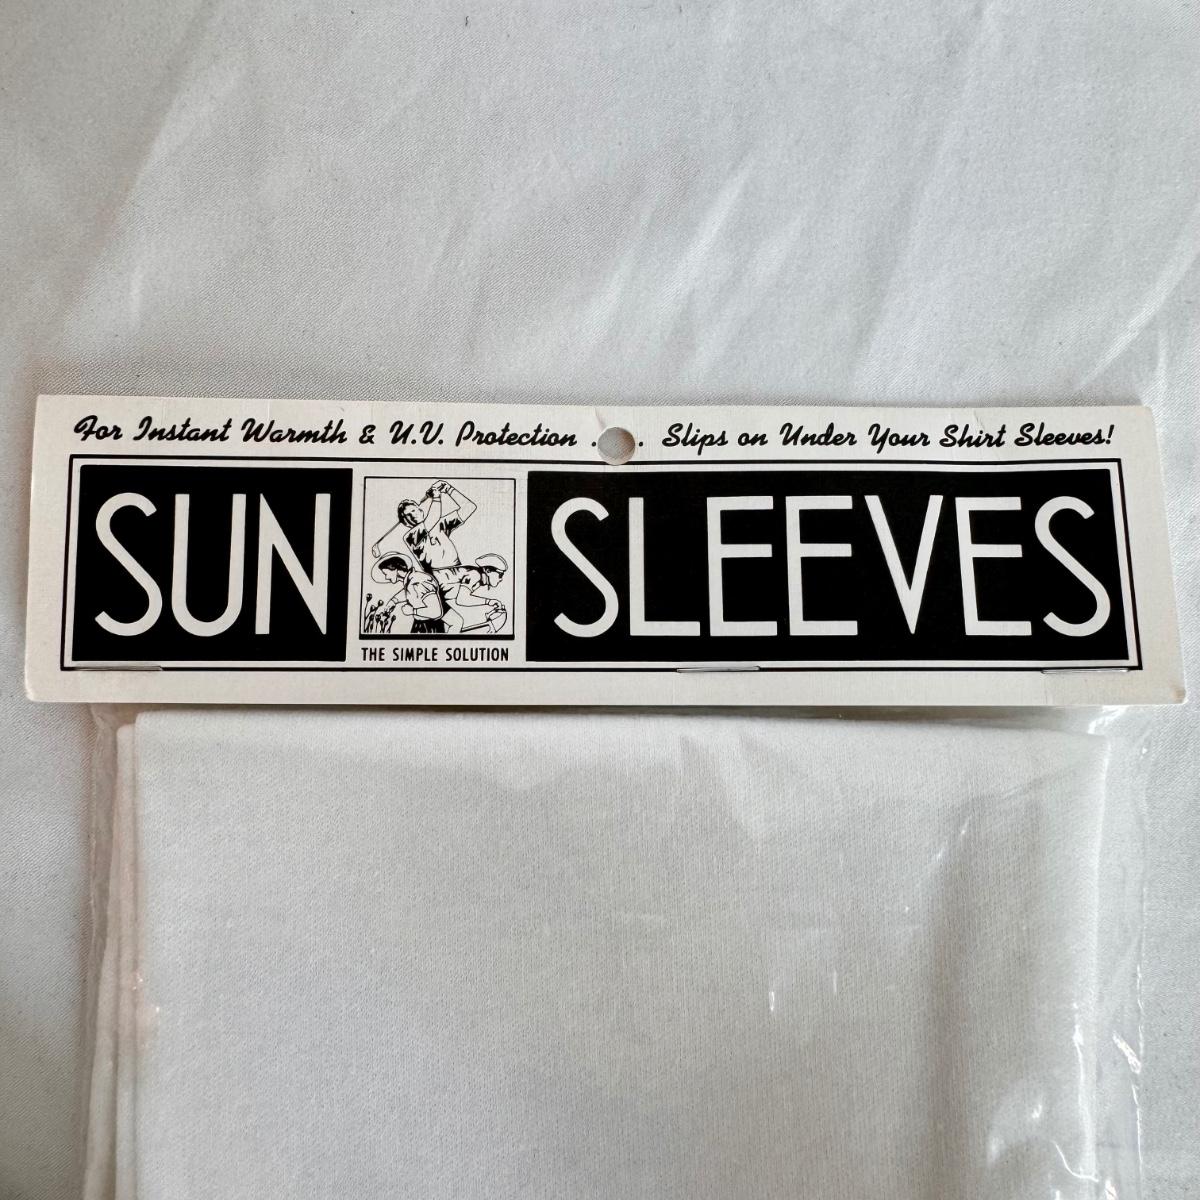 For Instant Warmth & U.V. Protection . . Slips on Under Your Shirt Sleeves!
SUN SLEEVES
THE SIMPLE SOLUTION